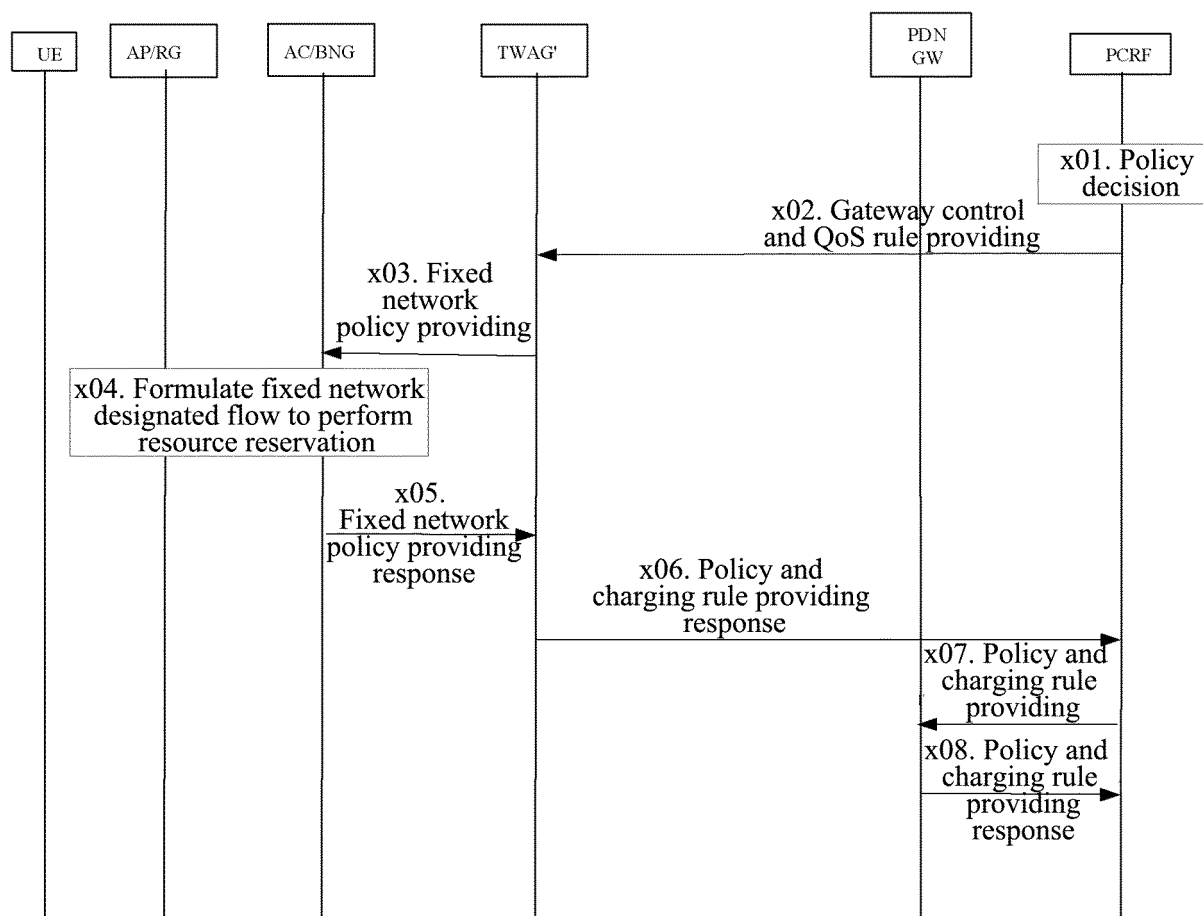 UE
AP/RG
AC/BNG
TWAG'
PDN
GW
PCRF
x01. Policy
decision
x02. Gateway control
and QoS rule providing
x03. Fixed
network
policy providing
x04. Formulate fixed network
designated flow to perform
resource reservation
x05.
Fixed network
policy providing
response
x06. Policy and
charging rule providing
response
x07. Policy and
charging rule
providing
x08. Policy and
charging rule
providing
response